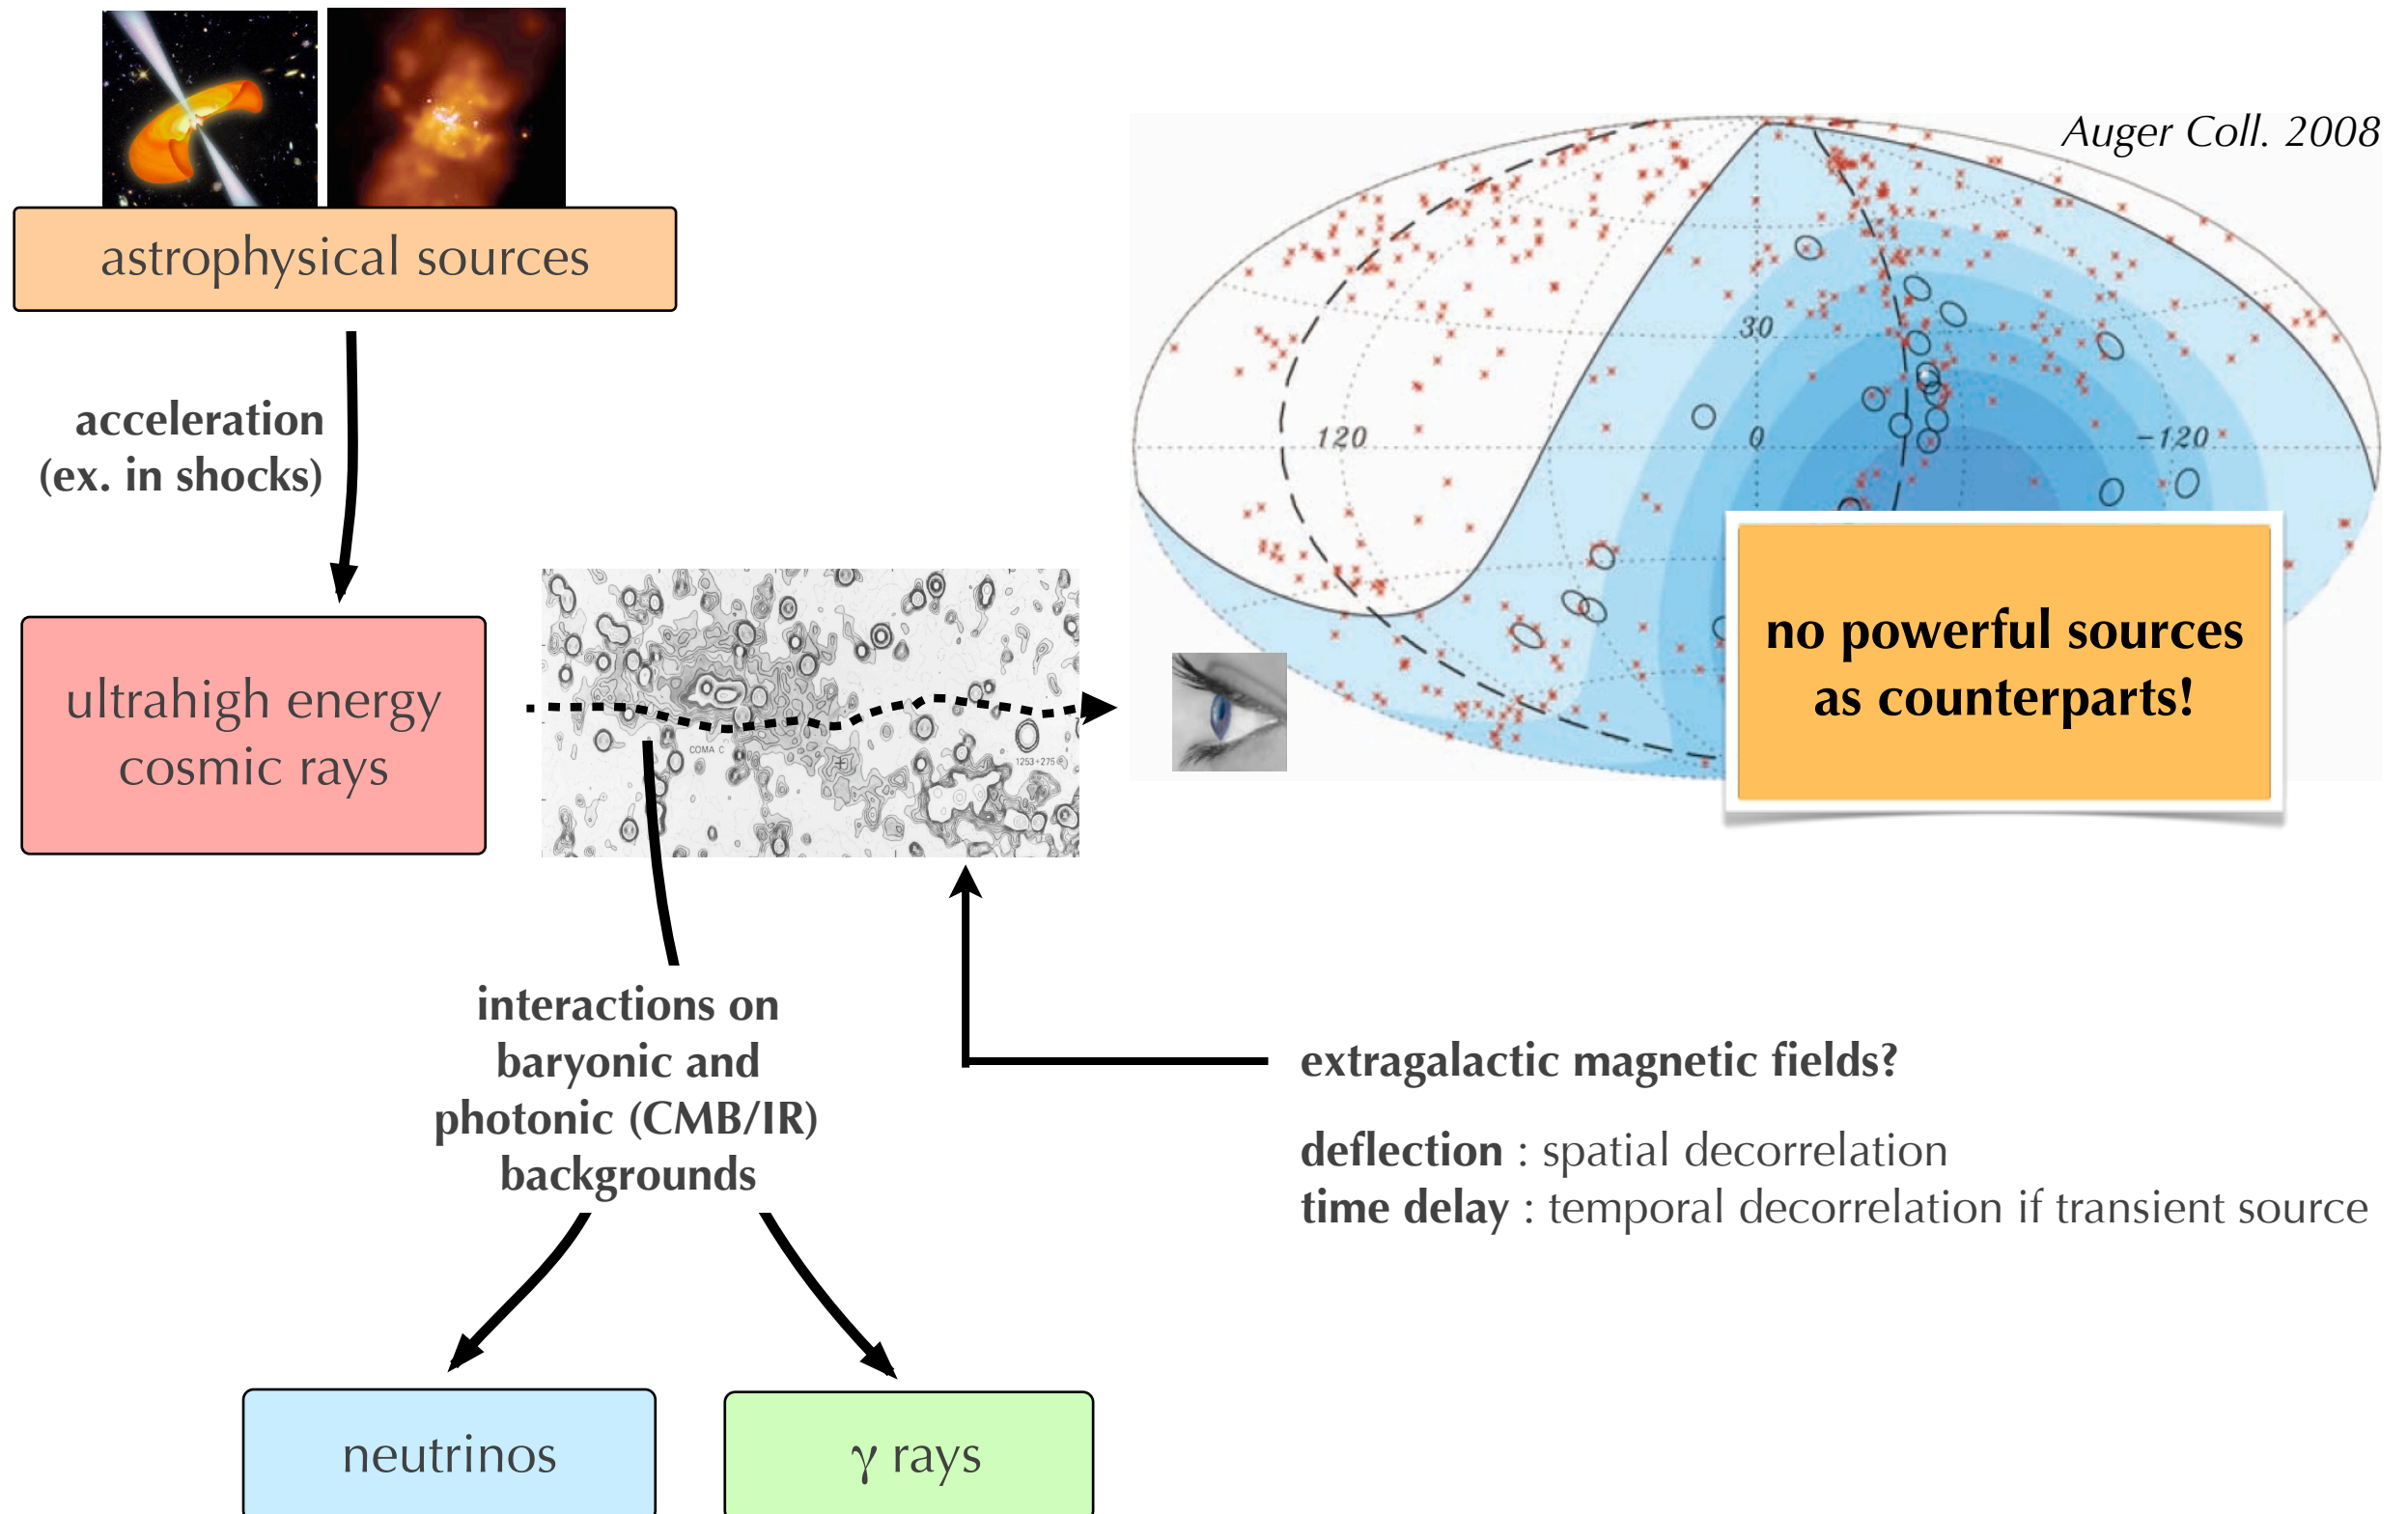 astrophysical sources
acceleration
(ex. in shocks)
ultrahigh energy
cosmic rays
COMA C
1253+275
Auger Coll. 2008
30
120
0
-120
no powerful sources
as counterparts!
interactions on
baryonic and
photonic (CMB/IR)
backgrounds
extragalactic magnetic fields?
deflection : spatial decorrelation
time delay : temporal decorrelation if transient source
neutrinos
γ rays